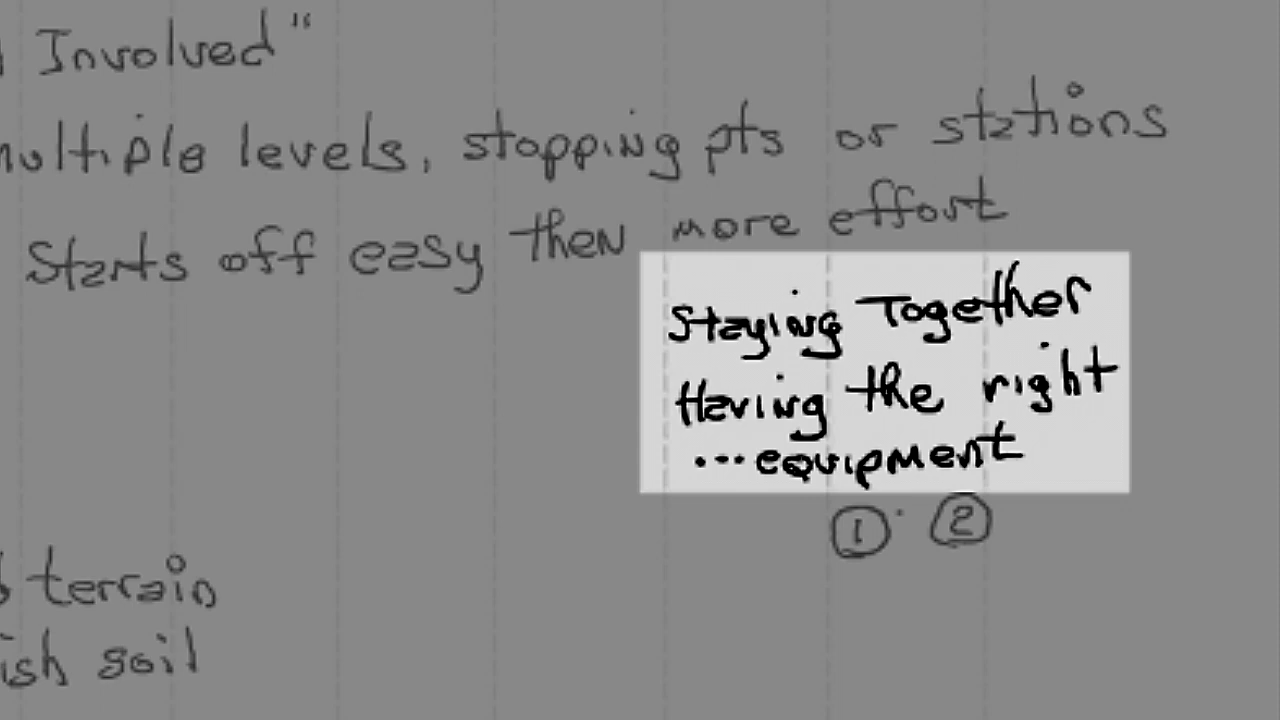 Involved"
multiple levels, stopping pts or stations
Starts off easy then more effort
Staying Together
Having the right
...equipment
1 2
terrain
ish soil